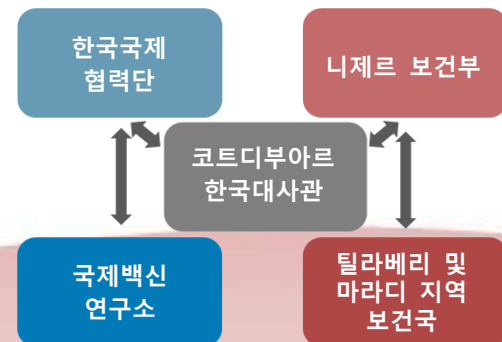 한국국제
협력단
니제르 보건부
코트디부아르
한국대사관
국제백신
연구소
틸라베리 및
마라디 지역
보건국